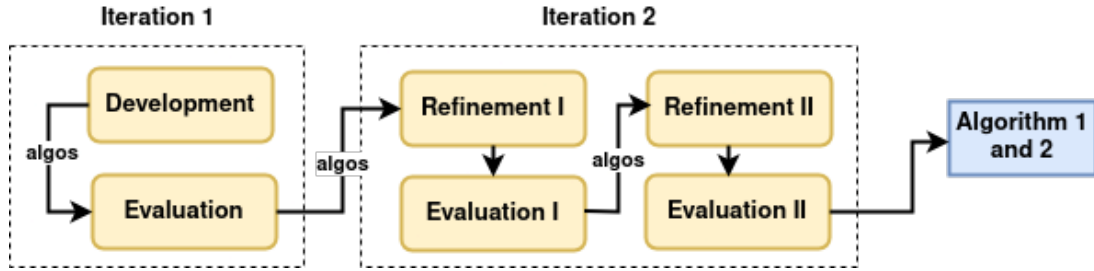 Iteration 1
Iteration 2
Development
algos
Evaluation
algos
Refinement I
Evaluation I
algos
Refinement II
Evaluation II
Algorithm 1
and 2